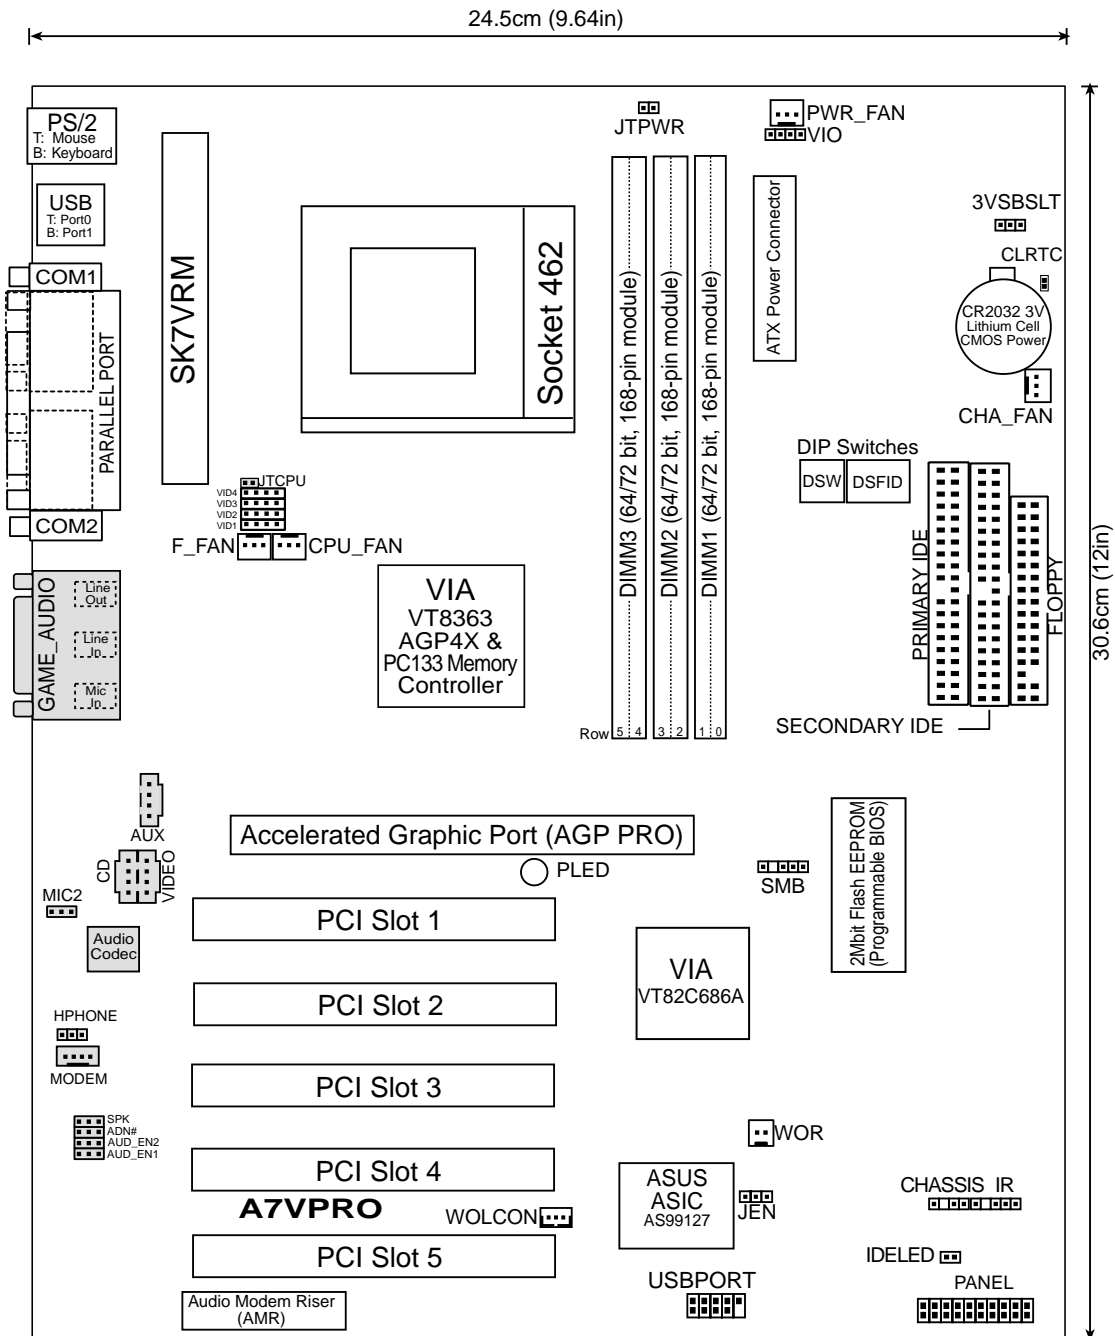 24.5cm (9.64in)
PS/2
T: Mouse
B: Keyboard
USB
T: Port0
B: Port1
COM1
PARALLEL PORT
COM2
GAME_AUDIO
Line
Out
Line
In
Mic
In
SK7VRM
Socket 462
JTCPU
VID4
VID3
VID2
VID1
F_FAN
CPU_FAN
VIA
VT8363
AGP4X &
PC133 Memory
Controller
JTPWR
DIMM3 (64/72 bit, 168-pin module)
DIMM2 (64/72 bit, 168-pin module)
DIMM1 (64/72 bit, 168-pin module)
Row 5 4 3 2 1 0
PWR_FAN
VIO
ATX Power Connector
3VSBSLT
CLRTC
CR2032 3V
Lithium Cell
CMOS Power
CHA_FAN
DIP Switches
DSW
DSFID
PRIMARY IDE
FLOPPY
SECONDARY IDE
30.6cm (12in)
AUX
CD
VIDEO
MIC2
Audio
Codec
HPHONE
MODEM
SPK
ADN#
AUD_EN2
AUD_EN1
Accelerated Graphic Port (AGP PRO)
PLED
PCI Slot 1
PCI Slot 2
PCI Slot 3
PCI Slot 4
A7VPRO
WOLCON
PCI Slot 5
Audio Modem Riser
(AMR)
SMB
2Mbit Flash EEPROM
(Programmable BIOS)
VIA
VT82C686A
WOR
ASUS
ASIC
AS99127
JEN
USBPORT
CHASSIS IR
IDELED
PANEL